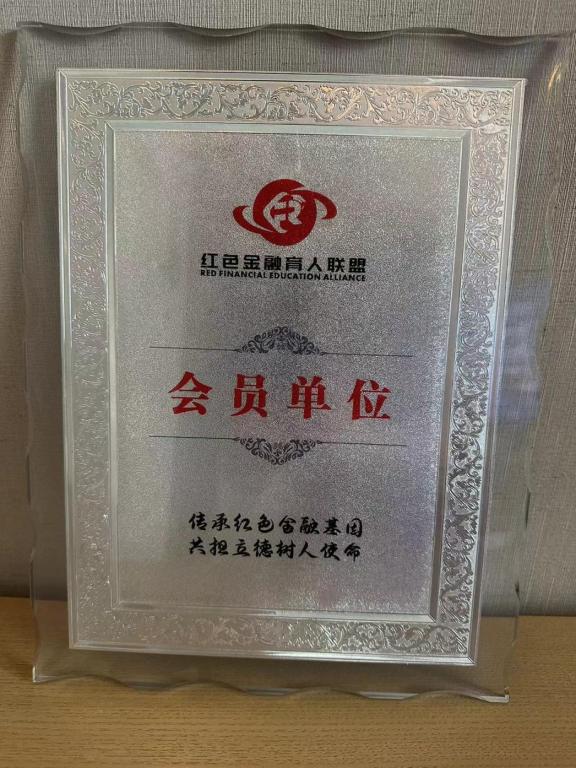 红色金融育人联盟
RED FINANCIAL EDUCATION ALLIANCE
会员单位
传承红色金融基因
共担立德树人使命